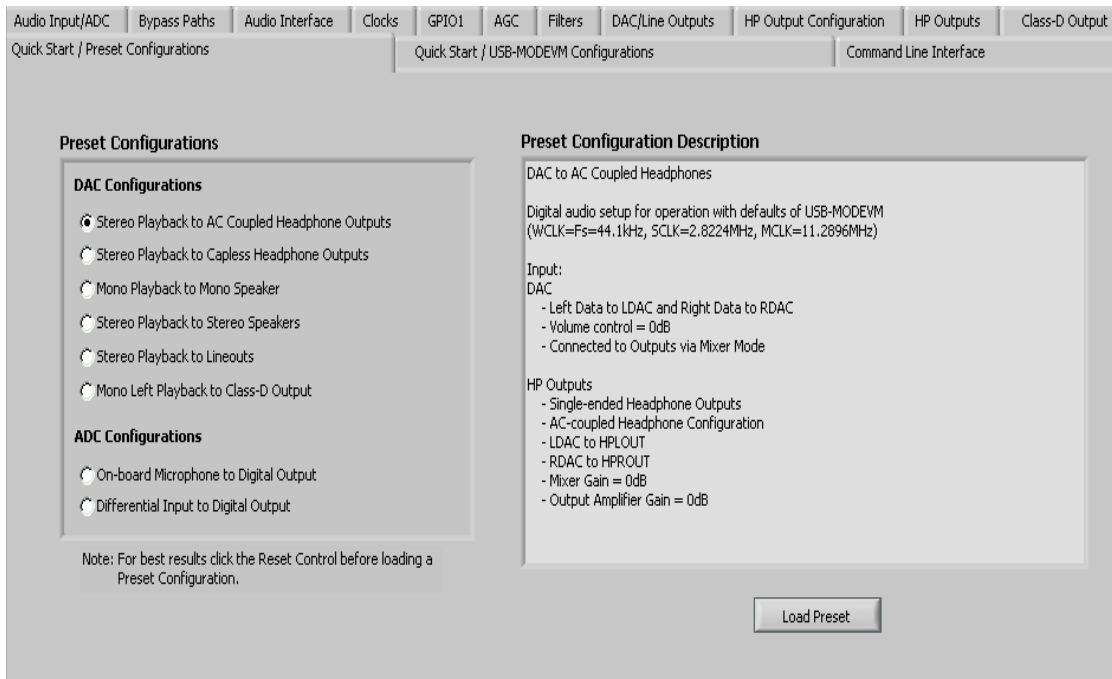 Audio Input/ADC Bypass Paths Audio Interface Clocks GPIO1 AGC Filters DAC/Line Outputs HP Output Configuration HP Outputs Class-D Output
Quick Start / Preset Configurations Quick Start / USB-MODEVM Configurations Command Line Interface
Preset Configurations
DAC Configurations
Stereo Playback to AC Coupled Headphone Outputs
Stereo Playback to Capless Headphone Outputs
Mono Playback to Mono Speaker
Stereo Playback to Stereo Speakers
Stereo Playback to Lineouts
Mono Left Playback to Class-D Output
ADC Configurations
On-board Microphone to Digital Output
Differential Input to Digital Output
Note: For best results click the Reset Control before loading a
Preset Configuration.
Preset Configuration Description
DAC to AC Coupled Headphones
Digital audio setup for operation with defaults of USB-MODEVM
(WCLK=Fs=44.1kHz, SCLK=2.8224MHz, MCLK=11.2896MHz)
Input:
DAC
- Left Data to LDAC and Right Data to RDAC
- Volume control = 0dB
- Connected to Outputs via Mixer Mode
HP Outputs
- Single-ended Headphone Outputs
- AC-coupled Headphone Configuration
- LDAC to HPLOUT
- RDAC to HPROUT
- Mixer Gain = 0dB
- Output Amplifier Gain = 0dB
Load Preset